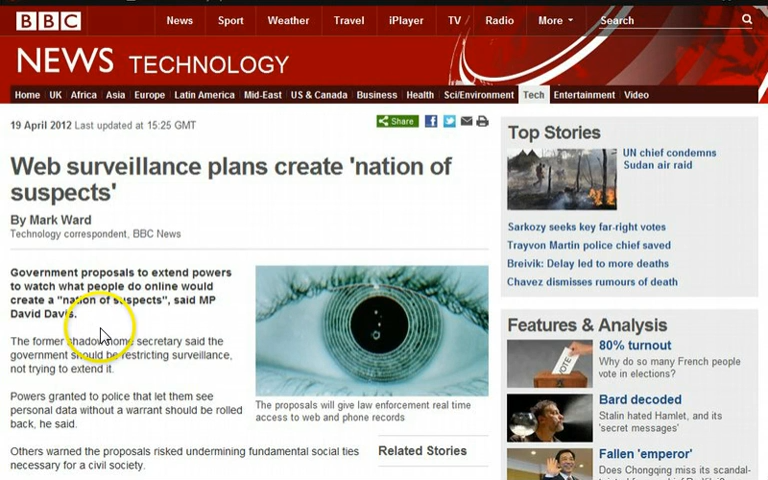 BBC
News Sport Weather Travel iPlayer TV Radio More Search
NEWS TECHNOLOGY
Home UK Africa Asia Europe Latin America Mid-East US & Canada Business Health Sci/Environment Tech Entertainment Video
19 April 2012 Last updated at 15:25 GMT
Share
Web surveillance plans create 'nation of
suspects'
By Mark Ward
Technology correspondent, BBC News
Government proposals to extend powers
to watch what people do online would
create a "nation of suspects", said MP
David Davis.
The former shadow home secretary said the
government should be restricting surveillance,
not trying to extend it.
Powers granted to police that let them see
personal data without a warrant should be rolled
back, he said.
Others warned the proposals risked undermining fundamental social ties
necessary for a civil society.
The proposals will give law enforcement real time
access to web and phone records
Related Stories
Top Stories
UN chief condemns
Sudan air raid
Sarkozy seeks key far-right votes
Trayvon Martin police chief saved
Breivik: Delay led to more deaths
Chavez dismisses rumours of death
Features & Analysis
VOTE
80% turnout
Why do so many French people
vote in elections?
Bard decoded
Stalin hated Hamlet, and its
'secret messages'
Fallen 'emperor'
Does Chongqing miss its scandal-